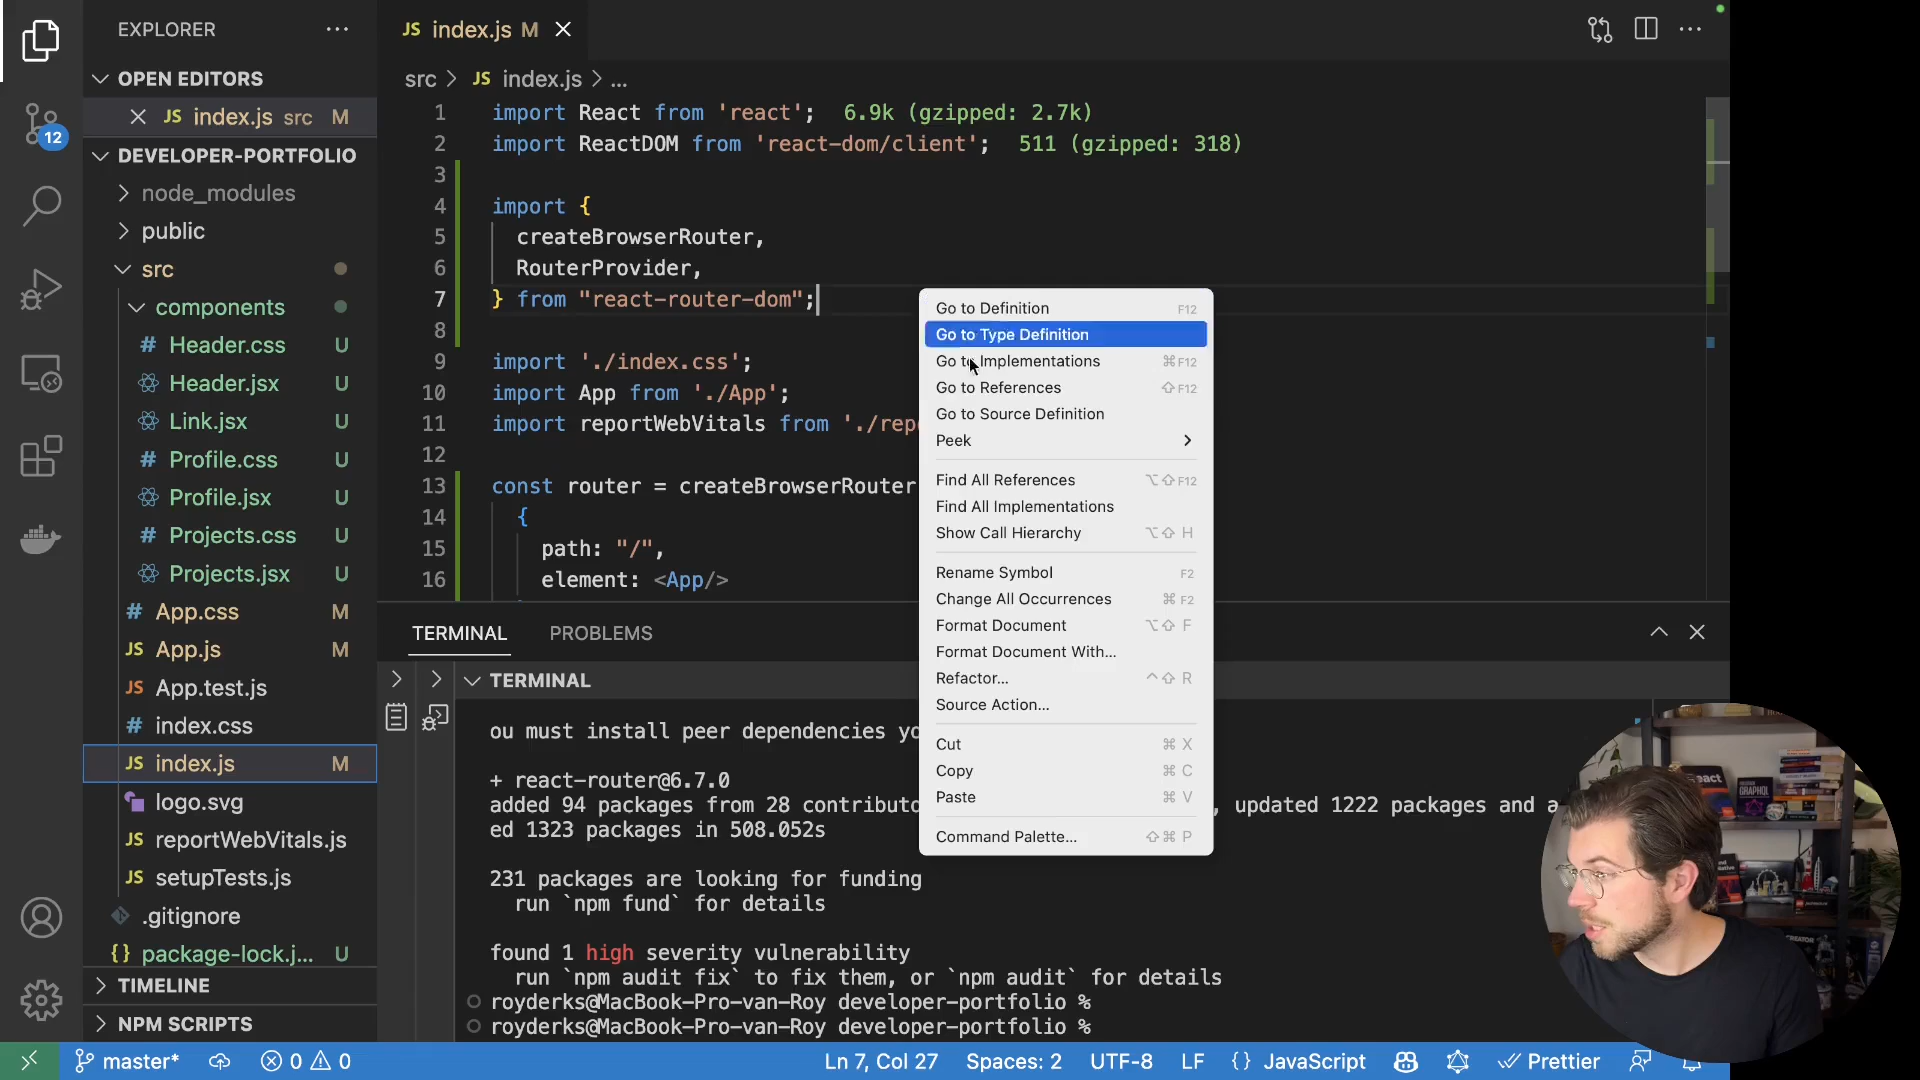 EXPLORER
OPEN EDITORS
JS index.js src M
DEVELOPER-PORTFOLIO
node_modules
public
src
components
# Header.css U
Header.jsx U
Link.jsx U
# Profile.css U
Profile.jsx U
# Projects.css U
Projects.jsx U
# App.css M
JS App.js M
JS App.test.js
# index.css
JS index.js M
logo.svg
JS reportWebVitals.js
JS setupTests.js
.gitignore
{} package-lock.j... U
TIMELINE
NPM SCRIPTS
12
JS index.js M
src > JS index.js > ...
1 import React from 'react'; 6.9k (gzipped: 2.7k)
2 import ReactDOM from 'react-dom/client'; 511 (gzipped: 318)
3
4 import {
5 createBrowserRouter,
6 RouterProvider,
7 } from "react-router-dom";
8
9 import './index.css';
10 import App from './App';
11 import reportWebVitals from './rep
12
13 const router = createBrowserRouter
14 {
15 path: "/",
16 element: <App/>
Go to Definition F12
Go to Type Definition
Go to Implementations ⌘F12
Go to References ⇧F12
Go to Source Definition
Peek
Find All References ⌥⇧F12
Find All Implementations
Show Call Hierarchy ⌥⇧ H
Rename Symbol F2
Change All Occurrences ⌘ F2
Format Document ⌥⇧ F
Format Document With...
Refactor... ^⇧ R
Source Action...
Cut ⌘ X
Copy ⌘ C
Paste ⌘ V
Command Palette... ⇧⌘ P
TERMINAL PROBLEMS
TERMINAL
ou must install peer dependencies yo
+ react-router@6.7.0
added 94 packages from 28 contributo , updated 1222 packages and a
ed 1323 packages in 508.052s
231 packages are looking for funding
run `npm fund` for details
found 1 high severity vulnerability
run `npm audit fix` to fix them, or `npm audit` for details
royderks@MacBook-Pro-van-Roy developer-portfolio %
royderks@MacBook-Pro-van-Roy developer-portfolio %
master* 0 0 Ln 7, Col 27 Spaces: 2 UTF-8 LF {} JavaScript Prettier